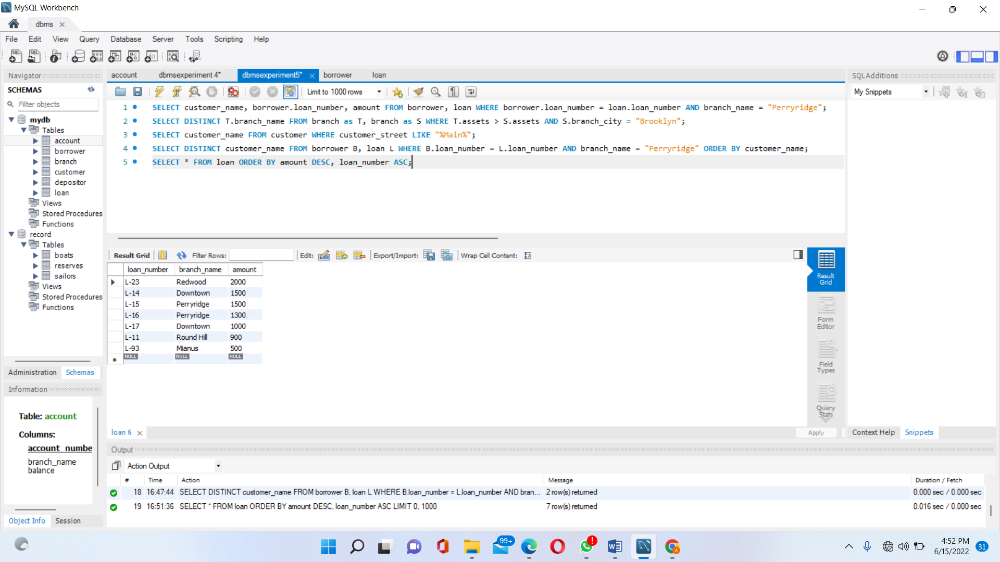 MySQL Workbench
dbms
File Edit View Query Database Server Tools Scripting Help
Navigator
SCHEMAS
Filter objects
mydb
Tables
account
borrower
branch
customer
depositor
loan
Views
Stored Procedures
Functions
record
Tables
boats
reserves
sailors
Views
Stored Procedures
Functions
Administration Schemas
Information
Table: account
Columns:
account_numbe
branch_name
balance
Object Info Session
account dbmsexperiment 4* dbmsexperiment5* borrower loan
Limit to 1000 rows
1 SELECT customer_name, borrower.loan_number, amount FROM borrower, loan WHERE borrower.loan_number = loan.loan_number AND branch_name = "Perryridge";
2 SELECT DISTINCT T.branch_name FROM branch as T, branch as S WHERE T.assets > S.assets AND S.branch_city = "Brooklyn";
3 SELECT customer_name FROM customer WHERE customer_street LIKE "%Main%";
4 SELECT DISTINCT customer_name FROM borrower B, loan L WHERE B.loan_number = L.loan_number AND branch_name = "Perryridge" ORDER BY customer_name;
5 SELECT * FROM loan ORDER BY amount DESC, loan_number ASC;
Result Grid Filter Rows: Edit: Export/Import: Wrap Cell Content:
loan_number branch_name amount
L-23 Redwood 2000
L-14 Downtown 1500
L-15 Perryridge 1500
L-16 Perryridge 1300
L-17 Downtown 1000
L-11 Round Hill 900
L-93 Mianus 500
NULL NULL NULL
Result
Grid
Form
Editor
Field
Types
Query
Stats
loan 6
Apply
SQLAdditions
My Snippets
Context Help Snippets
Output
Action Output
# Time Action Message Duration / Fetch
18 16:47:44 SELECT DISTINCT customer_name FROM borrower B, loan L WHERE B.loan_number = L.loan_number AND bran... 2 row(s) returned 0.000 sec / 0.000 sec
19 16:51:36 SELECT * FROM loan ORDER BY amount DESC, loan_number ASC LIMIT 0, 1000 7 row(s) returned 0.016 sec / 0.000 sec
99+
4:52 PM
6/15/2022
31